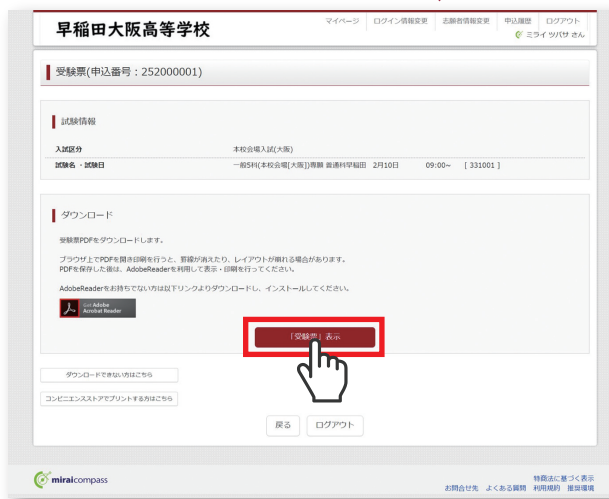 早稲田大阪高等学校
マイページ ログイン情報変更 志願者情報変更 申込履歴 ログアウト
ミライ ツバサ さん
受験票(申込番号：252000001)
試験情報
入試区分 本校会場入試(大阪)
試験名・試験日 一般5科(本校会場[大阪])専願 普通科早稲田 2月10日 09:00~ [ 331001 ]
ダウンロード
受験票PDFをダウンロードします。
ブラウザ上でPDFを開き印刷を行うと、罫線が消えたり、レイアウトが崩れる場合があります。
PDFを保存した後は、AdobeReaderを利用して表示・印刷を行ってください。
AdobeReaderをお持ちでない方は以下リンクよりダウンロードし、インストールしてください。
Get Adobe
Acrobat Reader
「受験票」表示
ダウンロードできない方はこちら
コンビニエンスストアでプリントする方はこちら
戻る ログアウト
miraicompass
特商法に基づく表示
お問合せ先 よくある質問 利用規約 推奨環境